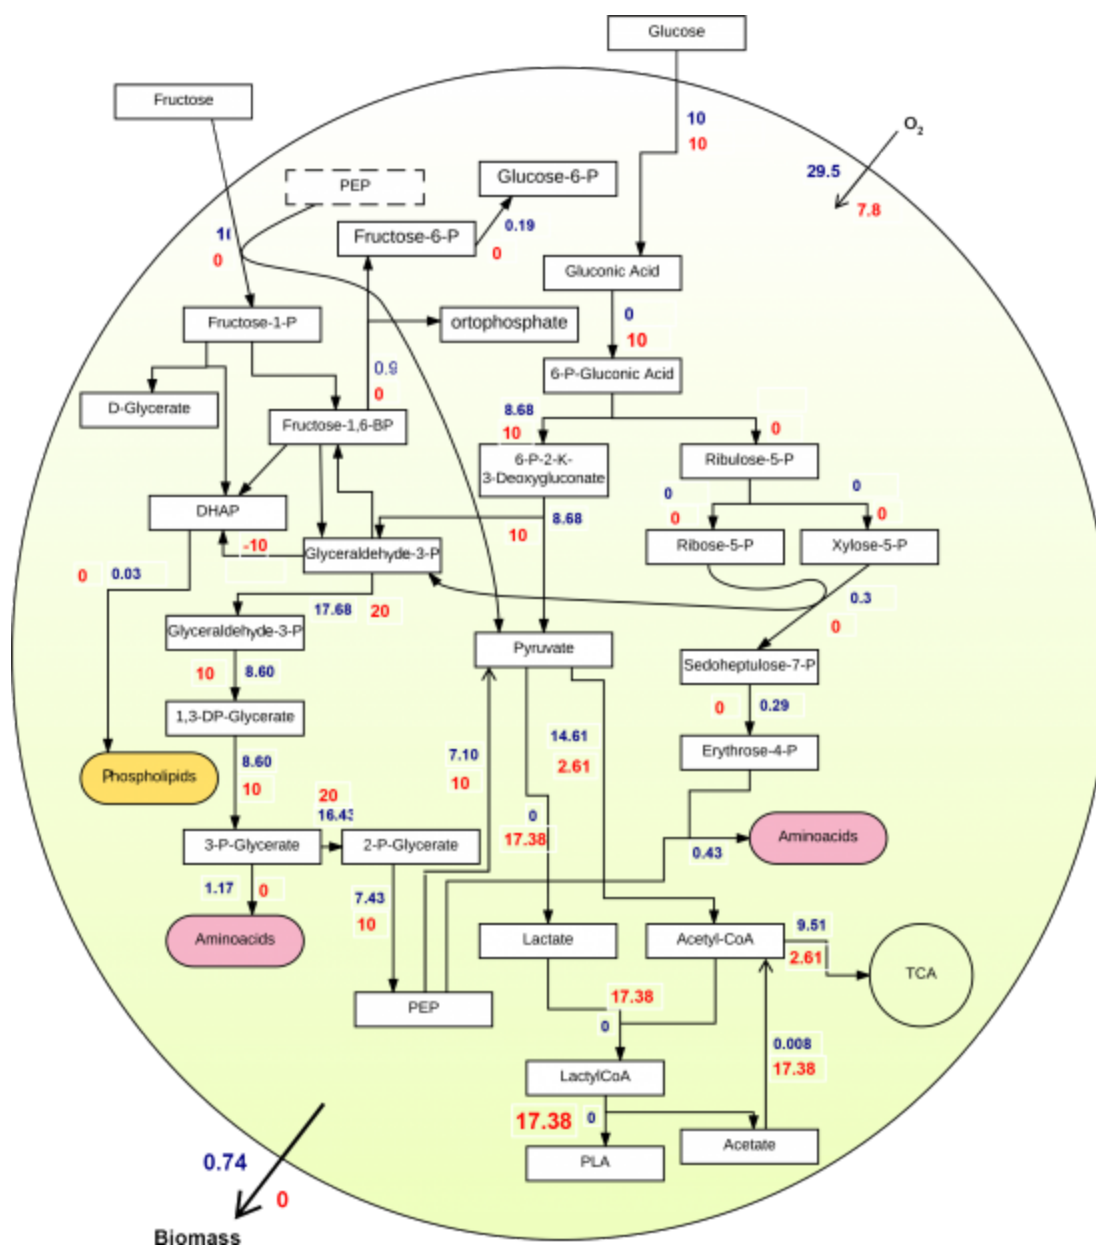 Glucose
Fructose
10
10
O2
29.5
7.8
PEP
Glucose-6-P
0.19
0
Fructose-6-P
0
Gluconic Acid
Fructose-1-P
ortophosphate
0
10
0.9
0
6-P-Gluconic Acid
D-Glycerate
Fructose-1,6-BP
8.68
10
0
6-P-2-K-
3-Deoxygluconate
Ribulose-5-P
0
0
0
0
DHAP
8.68
10
Glyceraldehyde-3-P
-10
Ribose-5-P
Xylose-5-P
0
0.03
17.68
20
0.3
0
Glyceraldehyde-3-P
Pyruvate
Sedoheptulose-7-P
10
8.60
0
0.29
1,3-DP-Glycerate
7.10
10
14.61
2.61
Erythrose-4-P
Phospholipids
8.60
10
20
16.43
0
17.38
3-P-Glycerate
2-P-Glycerate
Aminoacids
0.43
1.17
0
7.43
10
Aminoacids
Lactate
Acetyl-CoA
9.51
2.61
TCA
PEP
17.38
0
0.008
17.38
LactylCoA
17.38
0
Acetate
PLA
0.74
0
Biomass